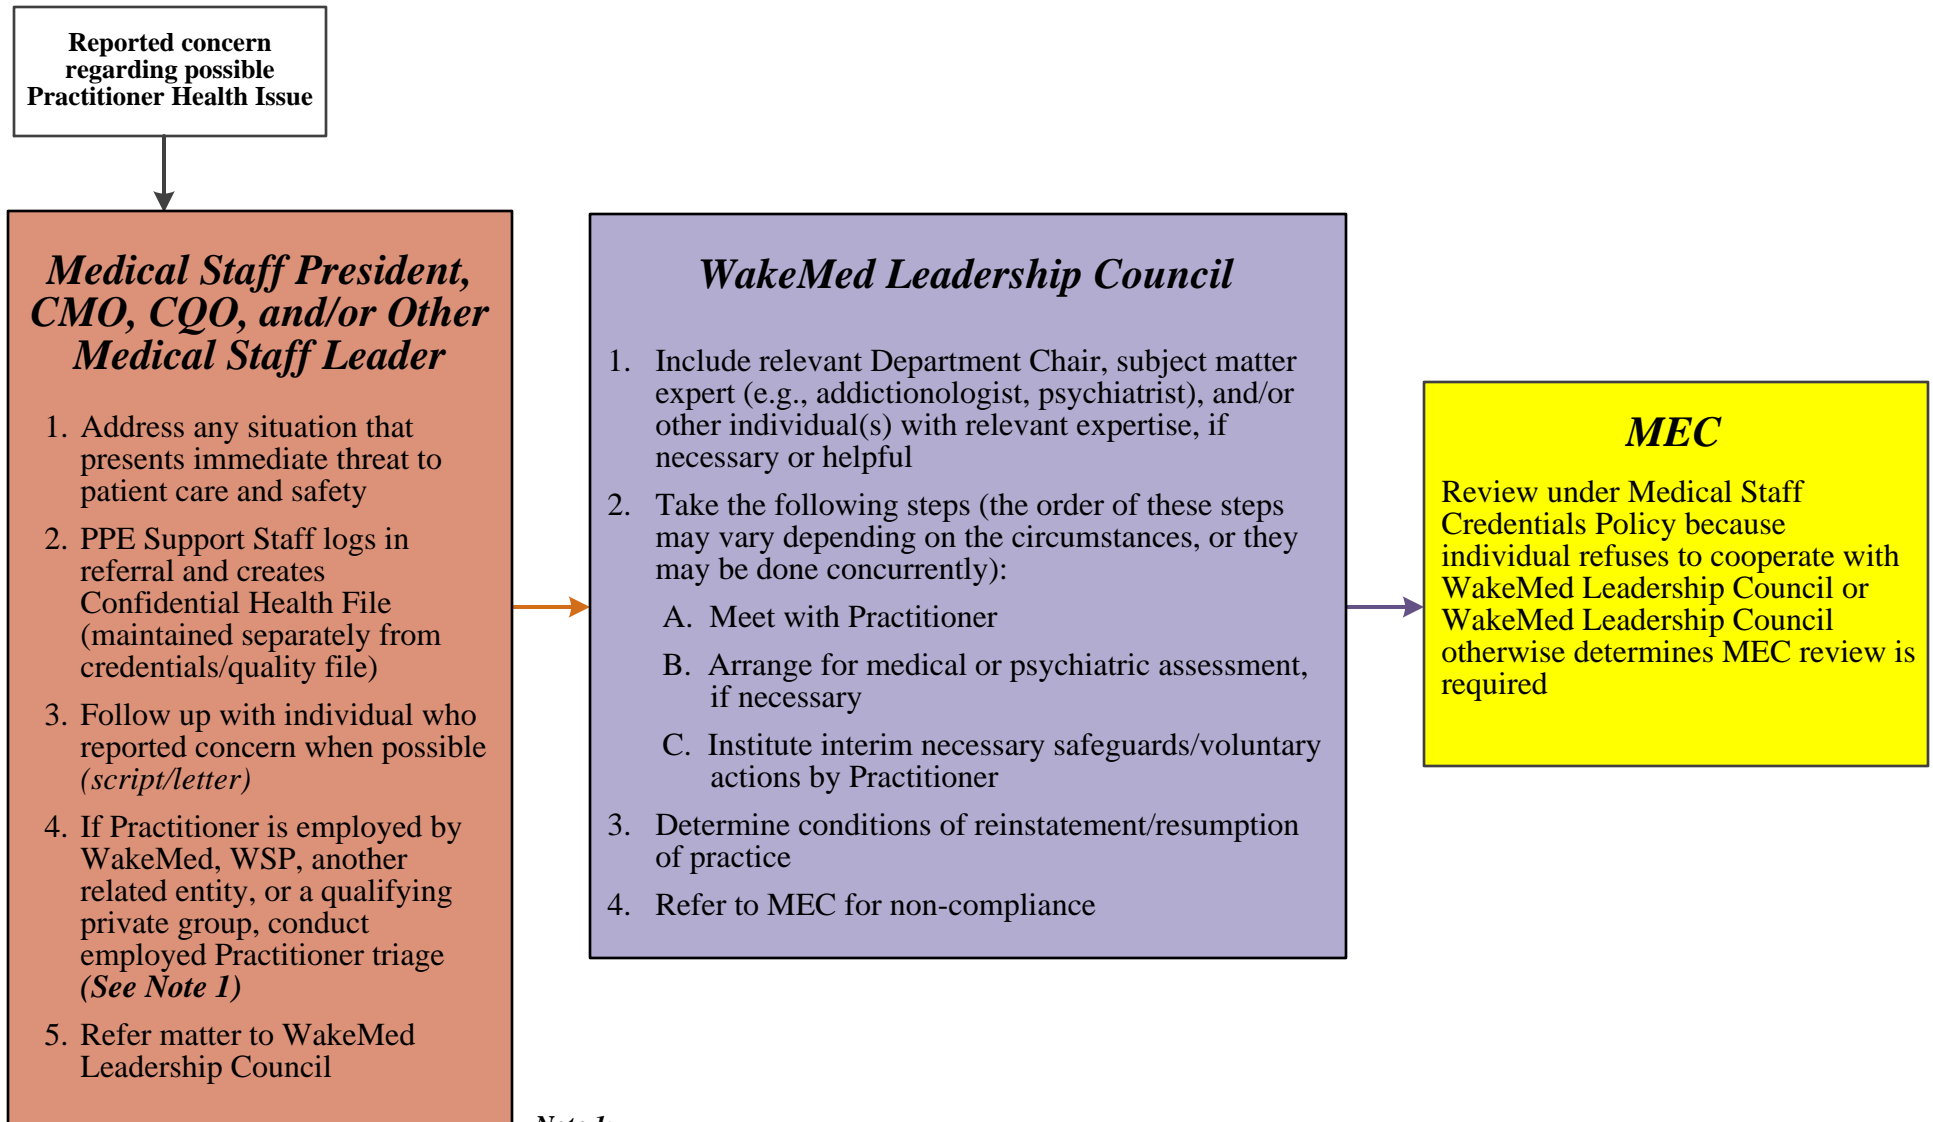 Reported concern
regarding possible
Practitioner Health Issue
Medical Staff President,
CMO, CQO, and/or Other
Medical Staff Leader
1. Address any situation that
presents immediate threat to
patient care and safety
2. PPE Support Staff logs in
referral and creates
Confidential Health File
(maintained separately from
credentials/quality file)
3. Follow up with individual who
reported concern when possible
(script/letter)
4. If Practitioner is employed by
WakeMed, WSP, another
related entity, or a qualifying
private group, conduct
employed Practitioner triage
(See Note 1)
5. Refer matter to WakeMed
Leadership Council
WakeMed Leadership Council
1. Include relevant Department Chair, subject matter
expert (e.g., addictionologist, psychiatrist), and/or
other individual(s) with relevant expertise, if
necessary or helpful
2. Take the following steps (the order of these steps
may vary depending on the circumstances, or they
may be done concurrently):
A. Meet with Practitioner
B. Arrange for medical or psychiatric assessment,
if necessary
C. Institute interim necessary safeguards/voluntary
actions by Practitioner
3. Determine conditions of reinstatement/resumption
of practice
4. Refer to MEC for non-compliance
MEC
Review under Medical Staff
Credentials Policy because
individual refuses to cooperate with
WakeMed Leadership Council or
WakeMed Leadership Council
otherwise determines MEC review is
required